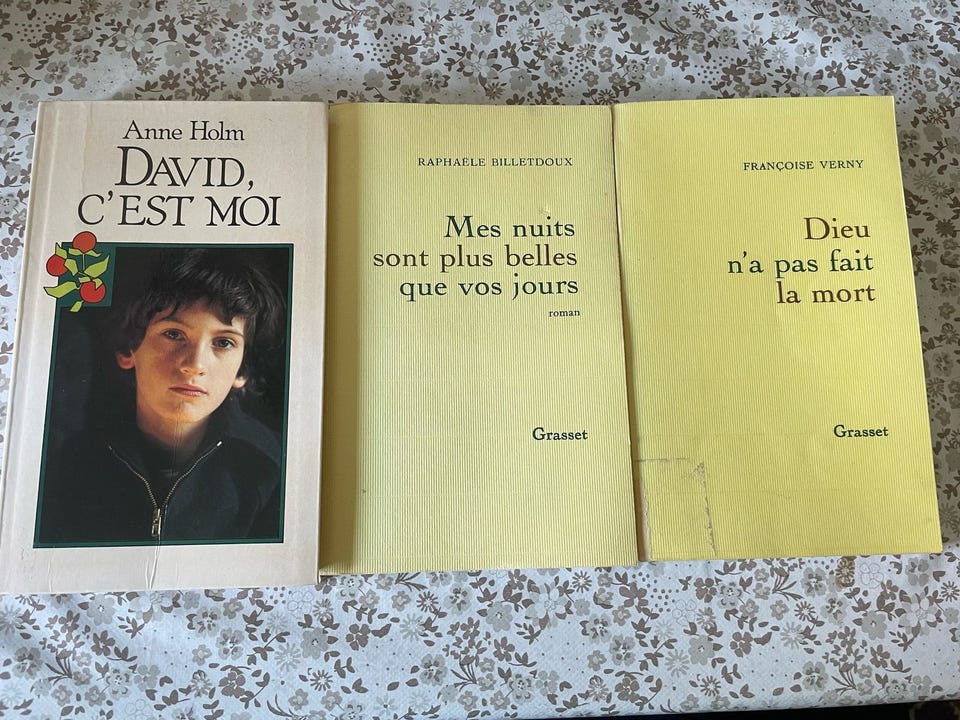 Anne Holm
DAVID,
C'EST MOI
RAPHAËLE BILLETDOUX
Mes nuits
sont plus belles
que vos jours
roman
Grasset
FRANÇOISE VERNY
Dieu
n'a pas fait
la mort
Grasset